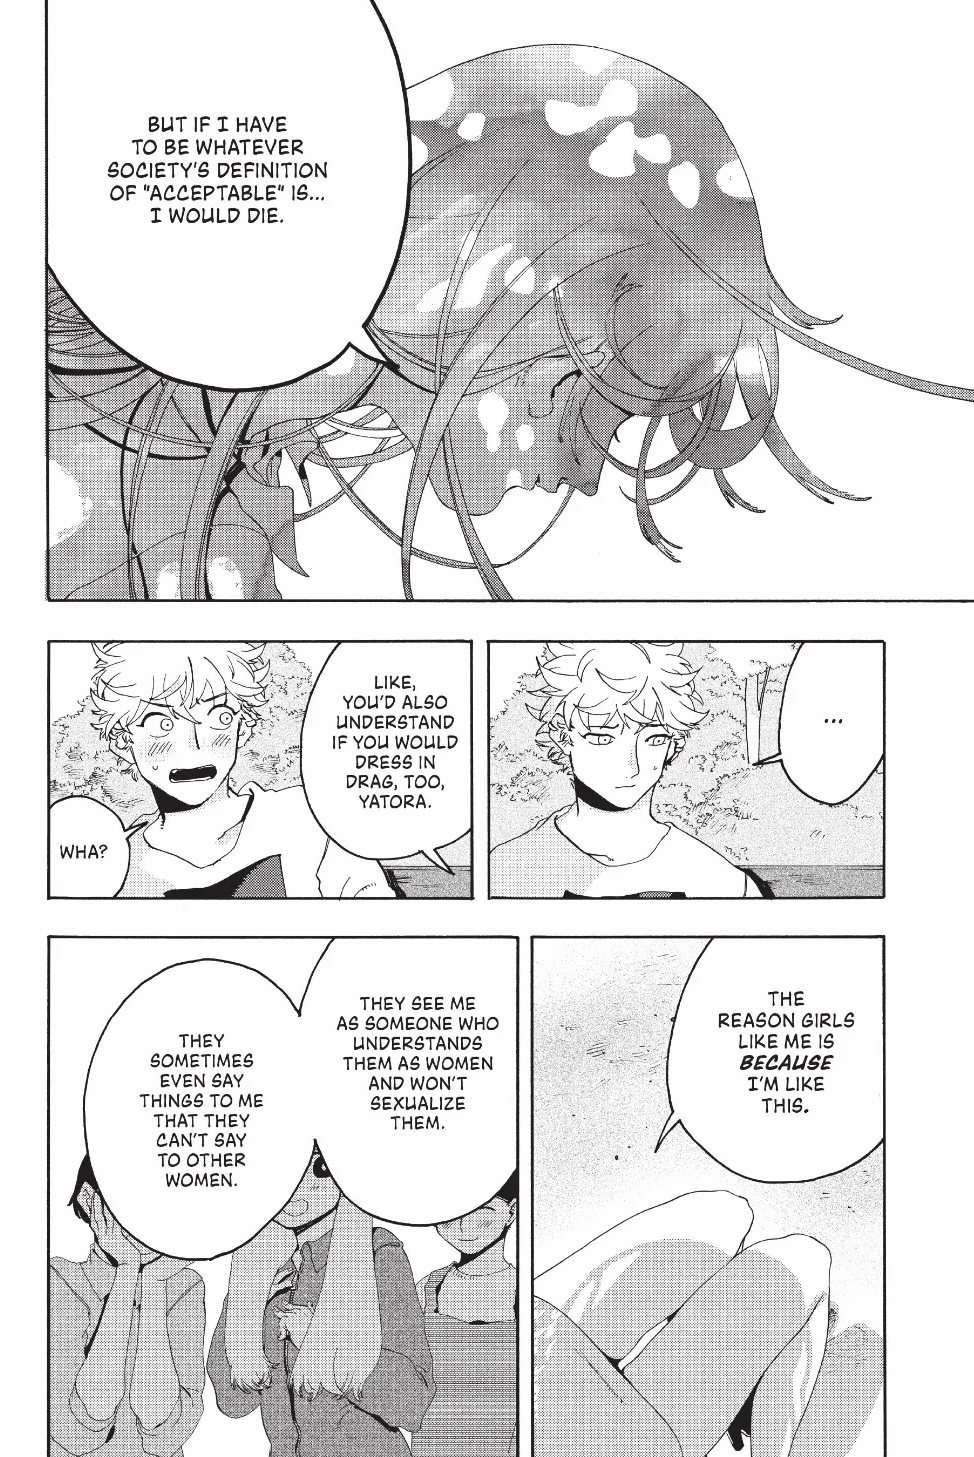 BUT IF I HAVE
TO BE WHATEVER
SOCIETY'S DEFINITION
OF "ACCEPTABLE" IS...
I WOULD DIE.
...
LIKE,
YOU'D ALSO
UNDERSTAND
IF YOU WOULD
DRESS IN
DRAG, TOO,
YATORA.
WHA?
THE
REASON GIRLS
LIKE ME IS
BECAUSE
I'M LIKE
THIS.
THEY SEE ME
AS SOMEONE WHO
UNDERSTANDS
THEM AS WOMEN
AND WON'T
SEXUALIZE
THEM.
THEY
SOMETIMES
EVEN SAY
THINGS TO ME
THAT THEY
CAN'T SAY
TO OTHER
WOMEN.